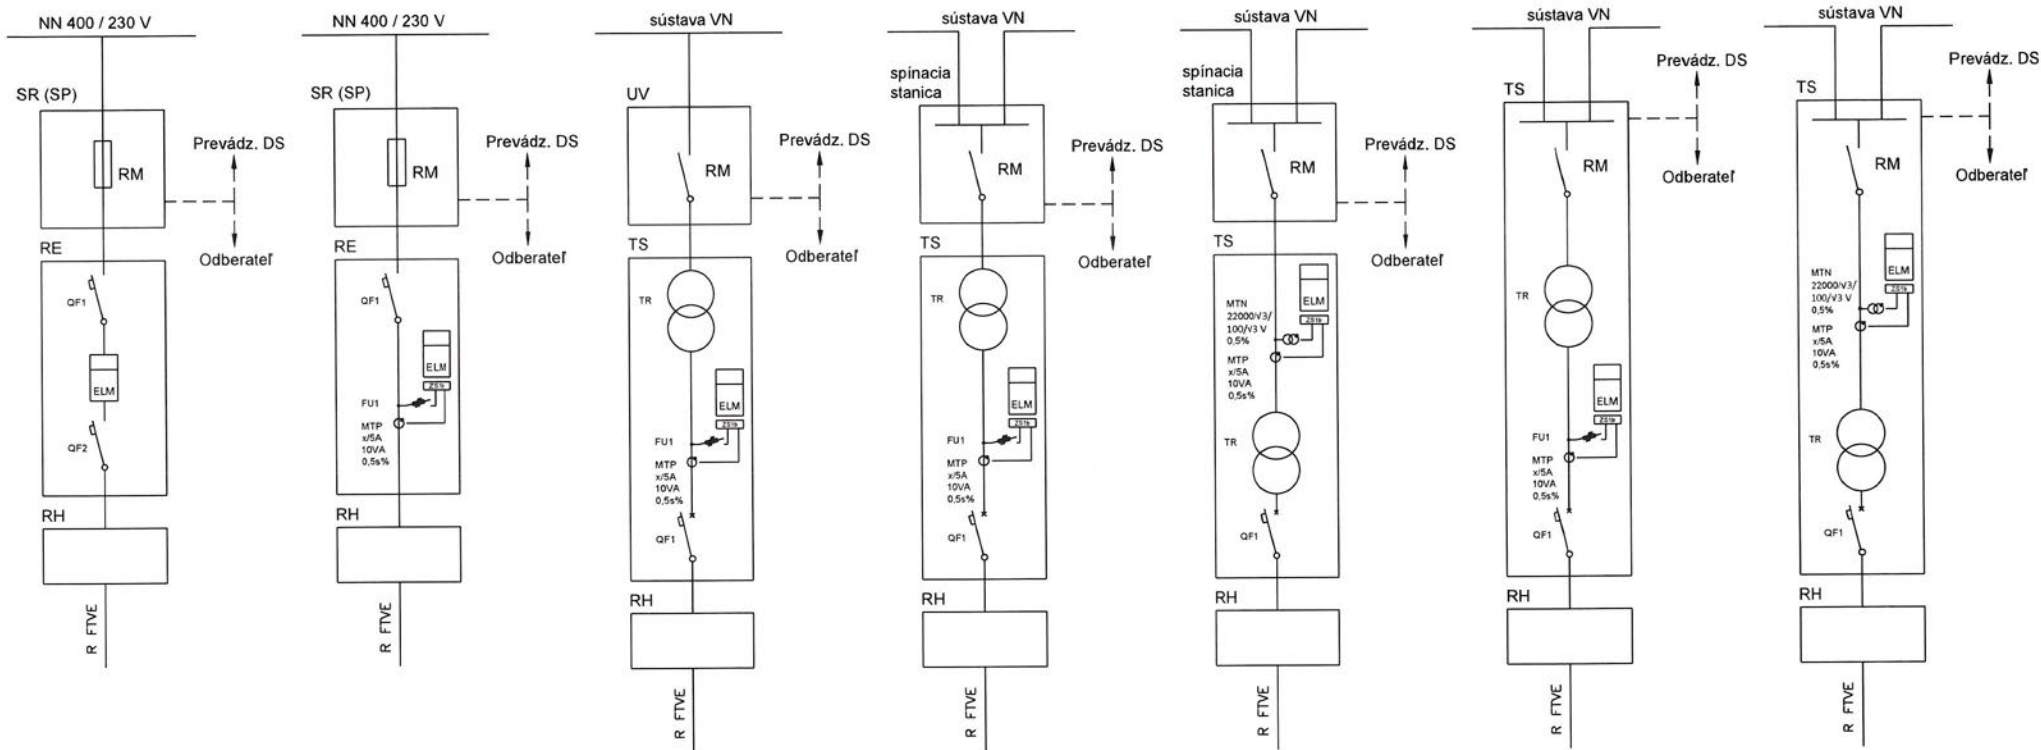 NN 400 / 230 V
SR (SP)
RM
Prevádz. DS
Odberateľ
RE
QF1
ELM
QF2
RH
R FTVE
NN 400 / 230 V
SR (SP)
RM
Prevádz. DS
Odberateľ
RE
QF1
ELM
ZS1b
FU1
MTP
x/5A
10VA
0,5s%
RH
R FTVE
sústava VN
UV
RM
Prevádz. DS
Odberateľ
TS
TR
ELM
ZS1b
FU1
MTP
x/5A
10VA
0,5s%
QF1
RH
R FTVE
sústava VN
spínacia
stanica
RM
Prevádz. DS
Odberateľ
TS
TR
ELM
ZS1b
FU1
MTP
x/5A
10VA
0,5s%
QF1
RH
R FTVE
sústava VN
spínacia
stanica
RM
Prevádz. DS
Odberateľ
TS
ELM
ZS1b
MTN
22000/√3/
100/√3 V
0,5%
MTP
x/5A
10VA
0,5s%
TR
QF1
RH
R FTVE
sústava VN
Prevádz. DS
Odberateľ
TS
RM
TR
ELM
ZS1b
FU1
MTP
x/5A
10VA
0,5s%
QF1
RH
R FTVE
sústava VN
Prevádz. DS
Odberateľ
TS
RM
ELM
ZS1b
MTN
22000/√3/
100/√3 V
0,5%
MTP
x/5A
10VA
0,5s%
TR
QF1
RH
R FTVE